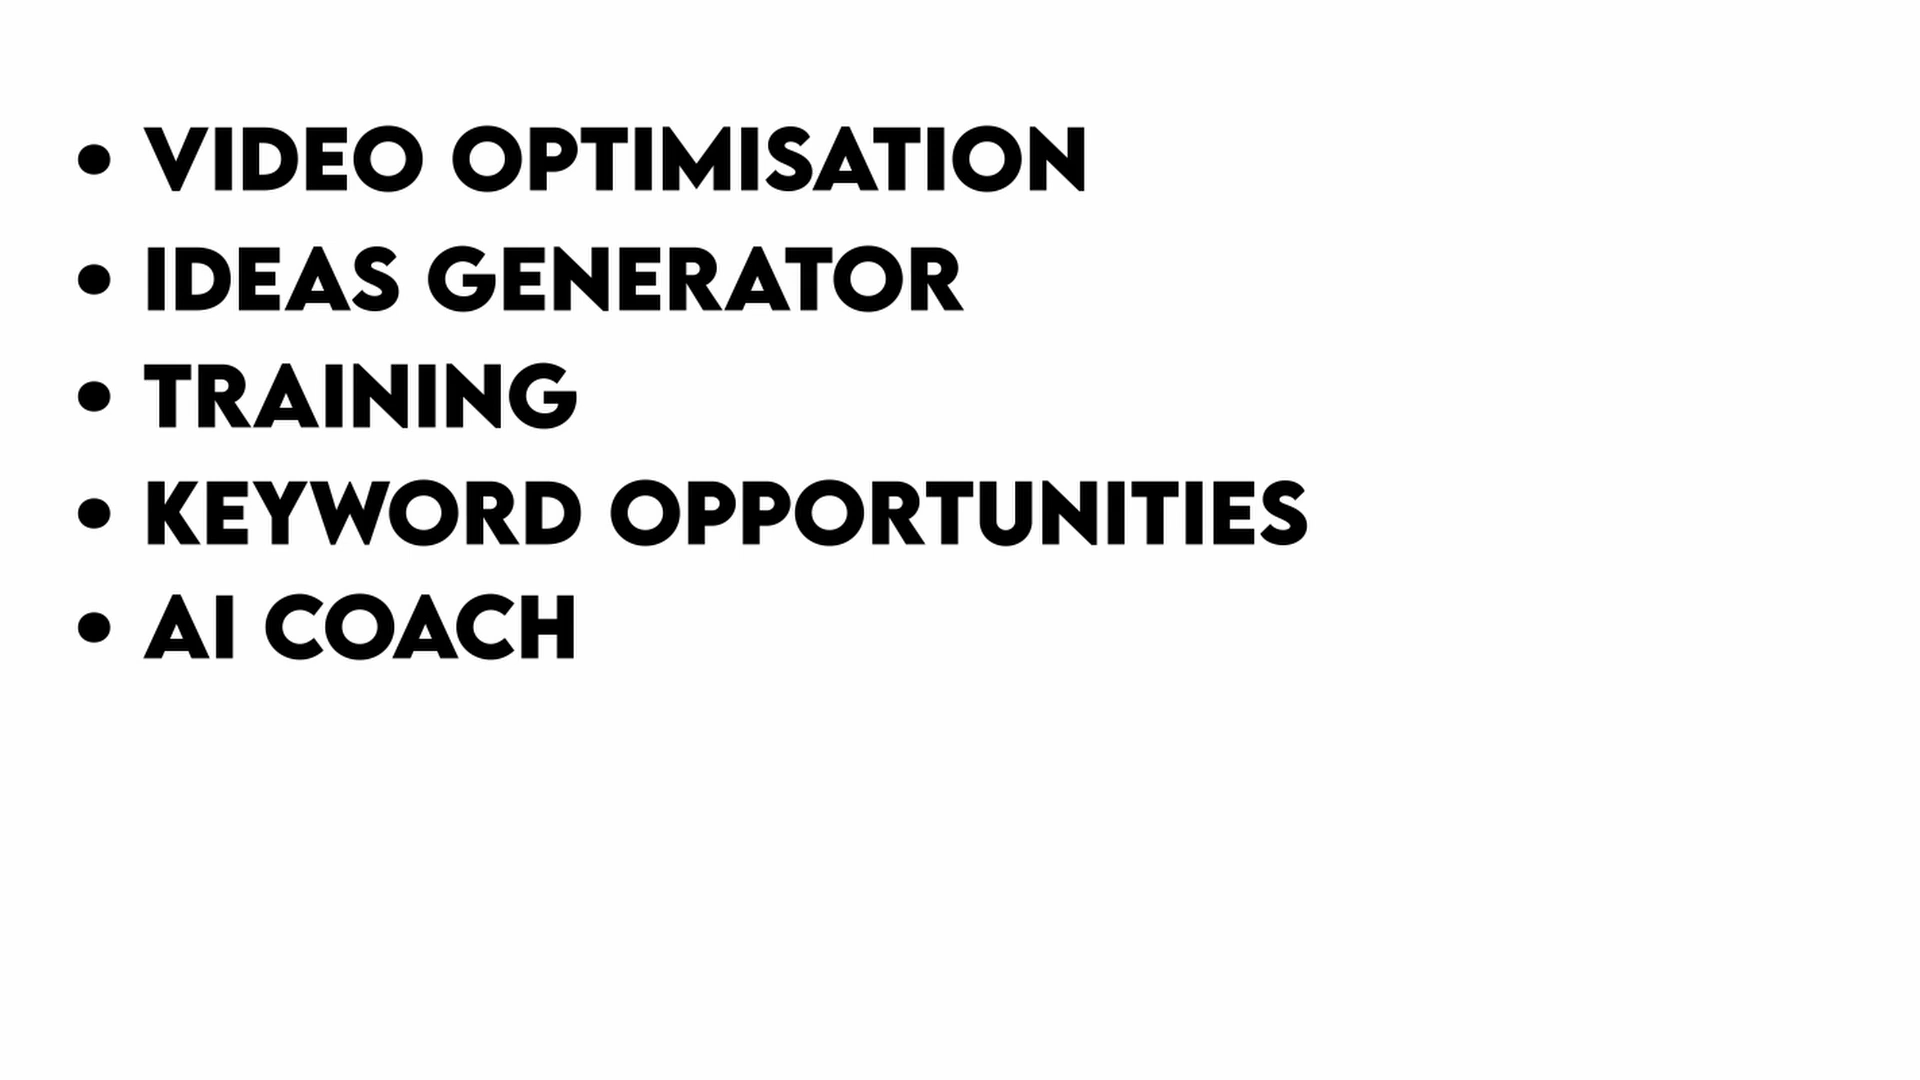 • VIDEO OPTIMISATION
• IDEAS GENERATOR
• TRAINING
• KEYWORD OPPORTUNITIES
• AI COACH